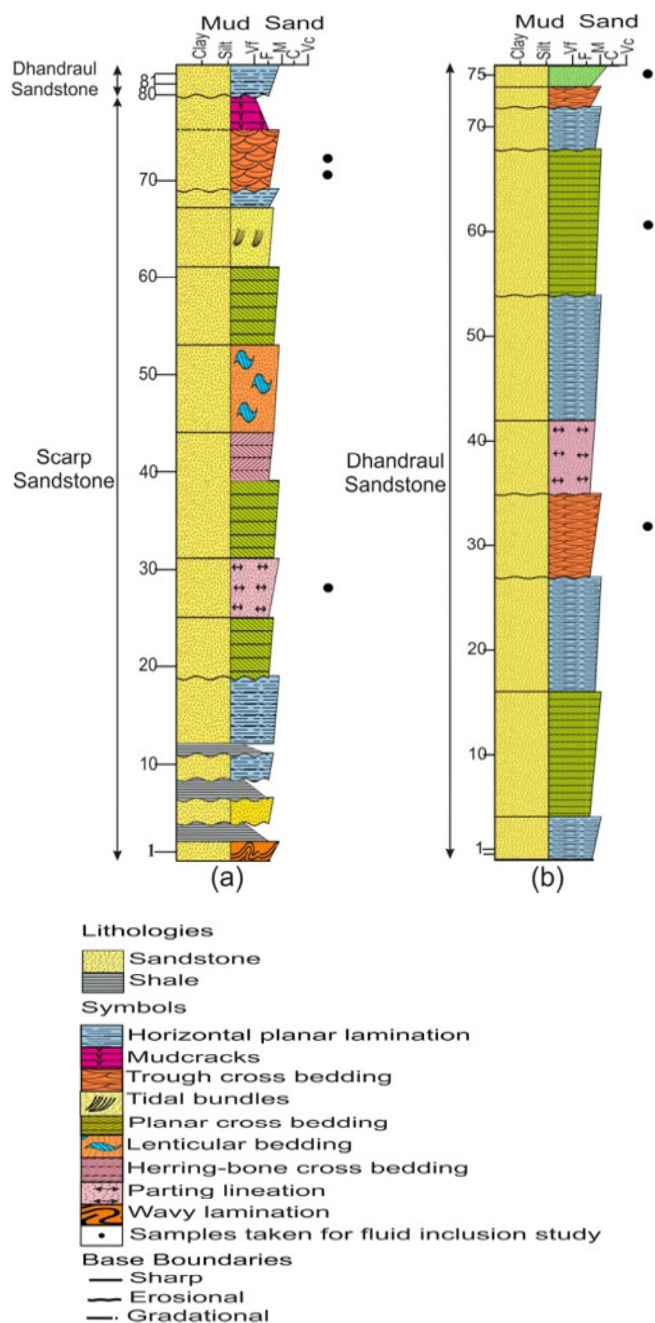 Mud Sand
Clay Silt Vf F M C Vc
Dhandraul
Sandstone
81
80
70
60
50
40
30
20
10
1
Scarp
Sandstone
(a)
Mud Sand
Clay Silt Vf F M C Vc
75
70
60
50
40
30
20
10
1
Dhandraul
Sandstone
(b)
Lithologies
Sandstone
Shale
Symbols
Horizontal planar lamination
Mudcracks
Trough cross bedding
Tidal bundles
Planar cross bedding
Lenticular bedding
Herring-bone cross bedding
Parting lineation
Wavy lamination
Samples taken for fluid inclusion study
Base Boundaries
Sharp
Erosional
Gradational